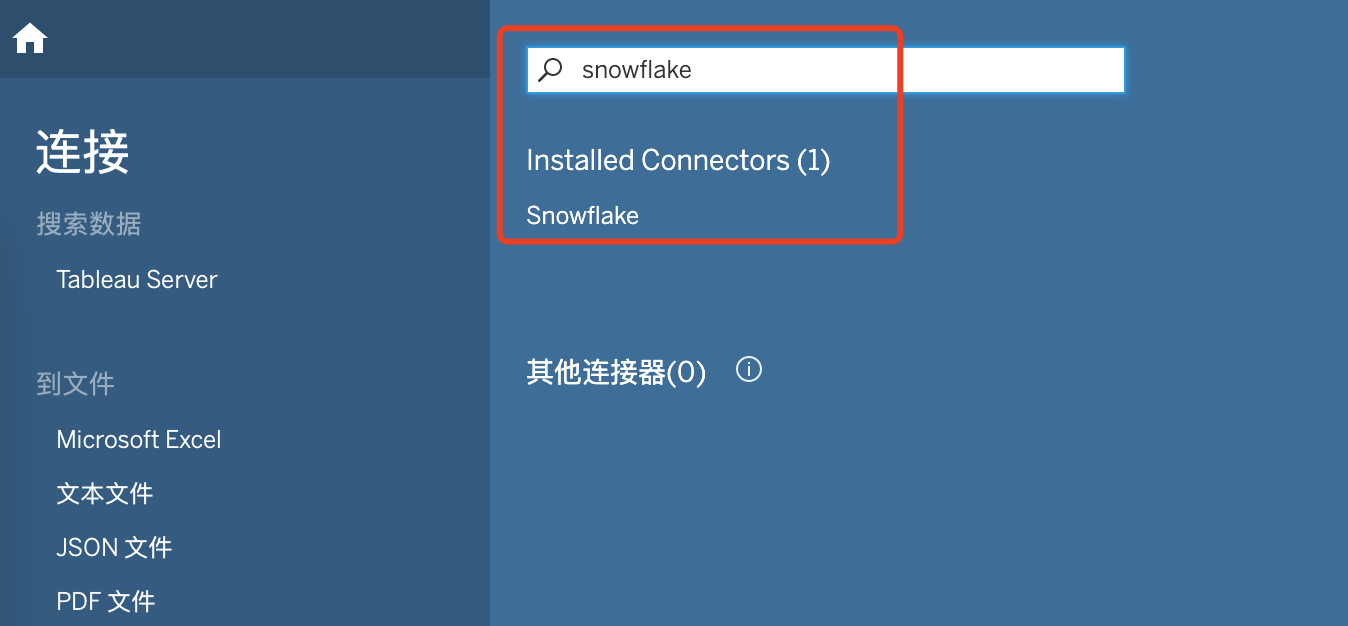 连接
搜索数据
Tableau Server
到文件
Microsoft Excel
文本文件
JSON 文件
PDF 文件
snowflake
Installed Connectors (1)
Snowflake
其他连接器(0)